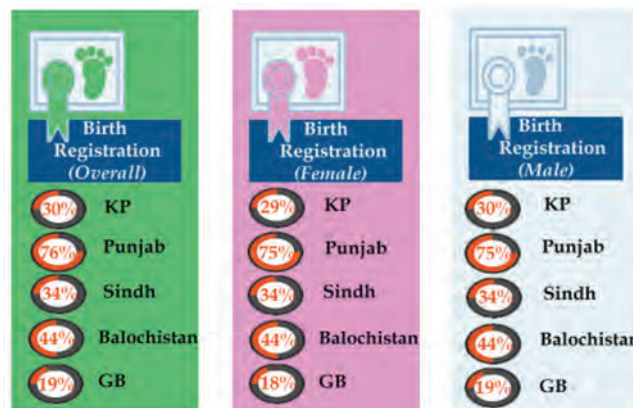 Birth
Registration
(Overall)
30% KP
76% Punjab
34% Sindh
44% Balochistan
19% GB
Birth
Registration
(Female)
29% KP
75% Punjab
34% Sindh
44% Balochistan
18% GB
Birth
Registration
(Male)
30% KP
75% Punjab
34% Sindh
44% Balochistan
19% GB